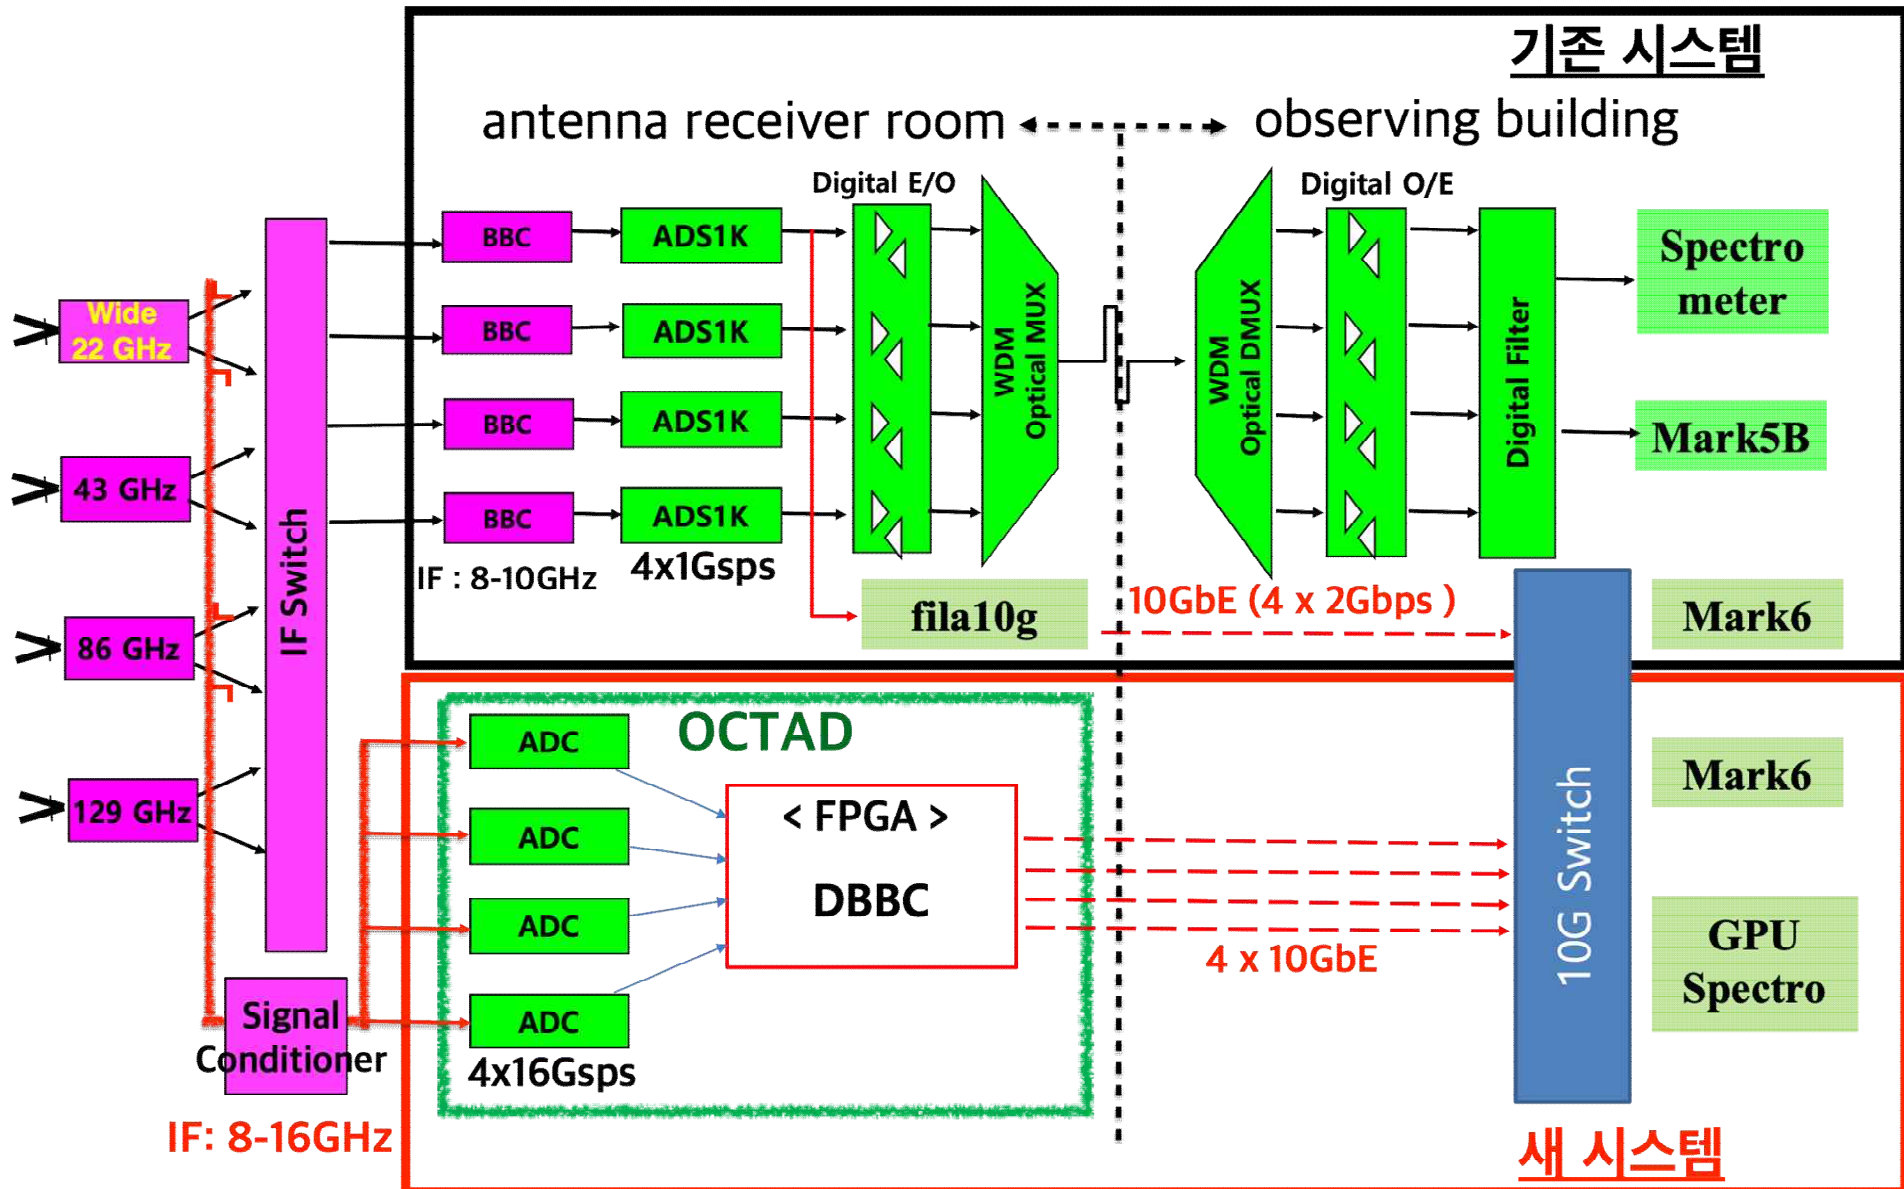 기존 시스템
antenna receiver room
observing building
Digital E/O
Digital O/E
BBC
ADS1K
BBC
ADS1K
BBC
ADS1K
BBC
ADS1K
IF : 8-10GHz
4x1Gsps
WDM
Optical MUX
WDM
Optical DMUX
Digital Filter
Spectro
meter
Mark5B
Wide
22 GHz
43 GHz
86 GHz
129 GHz
IF Switch
fila10g
10GbE (4 x 2Gbps )
Mark6
OCTAD
ADC
ADC
ADC
ADC
4x16Gsps
< FPGA >
DBBC
4 x 10GbE
10G Switch
Mark6
GPU
Spectro
Signal
Conditioner
IF: 8-16GHz
새 시스템